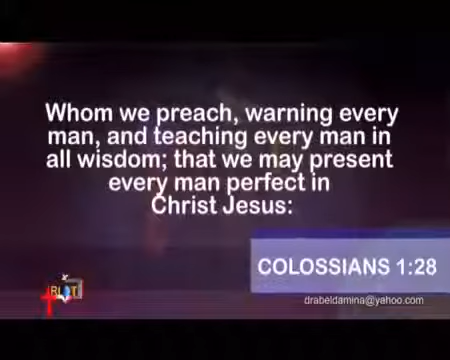 Whom we preach, warning every
man, and teaching every man in
all wisdom; that we may present
every man perfect in
Christ Jesus:
COLOSSIANS 1:28
drabeldamina@yahoo.com